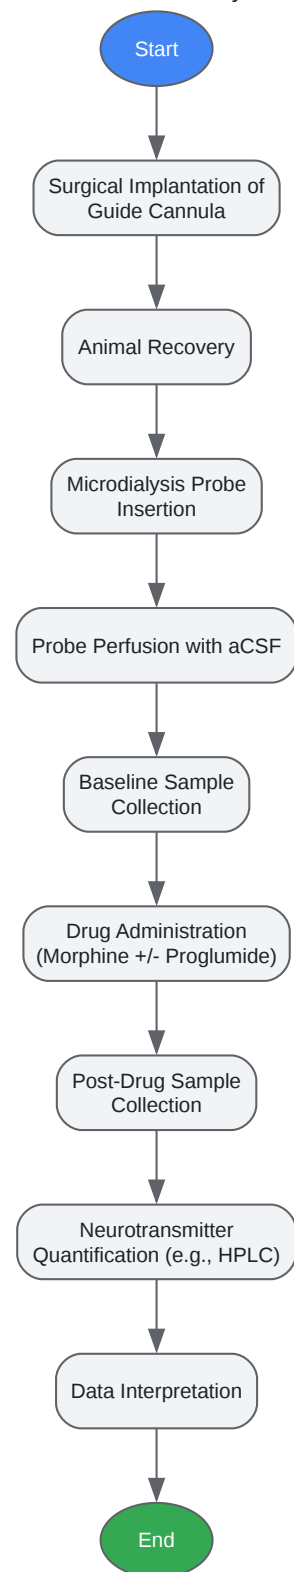 Start
Surgical Implantation of
Guide Cannula
Animal Recovery
Microdialysis Probe
Insertion
Probe Perfusion with aCSF
Baseline Sample
Collection
Drug Administration
(Morphine +/- Proglumide)
Post-Drug Sample
Collection
Neurotransmitter
Quantification (e.g., HPLC)
Data Interpretation
End